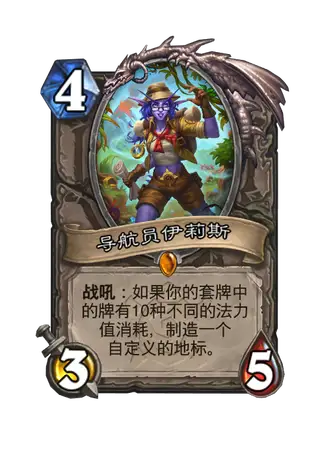 4
导航员伊莉斯
战吼：如果你的套牌中
的牌有10种不同的法力
值消耗，制造一个
自定义的地标。
3
5